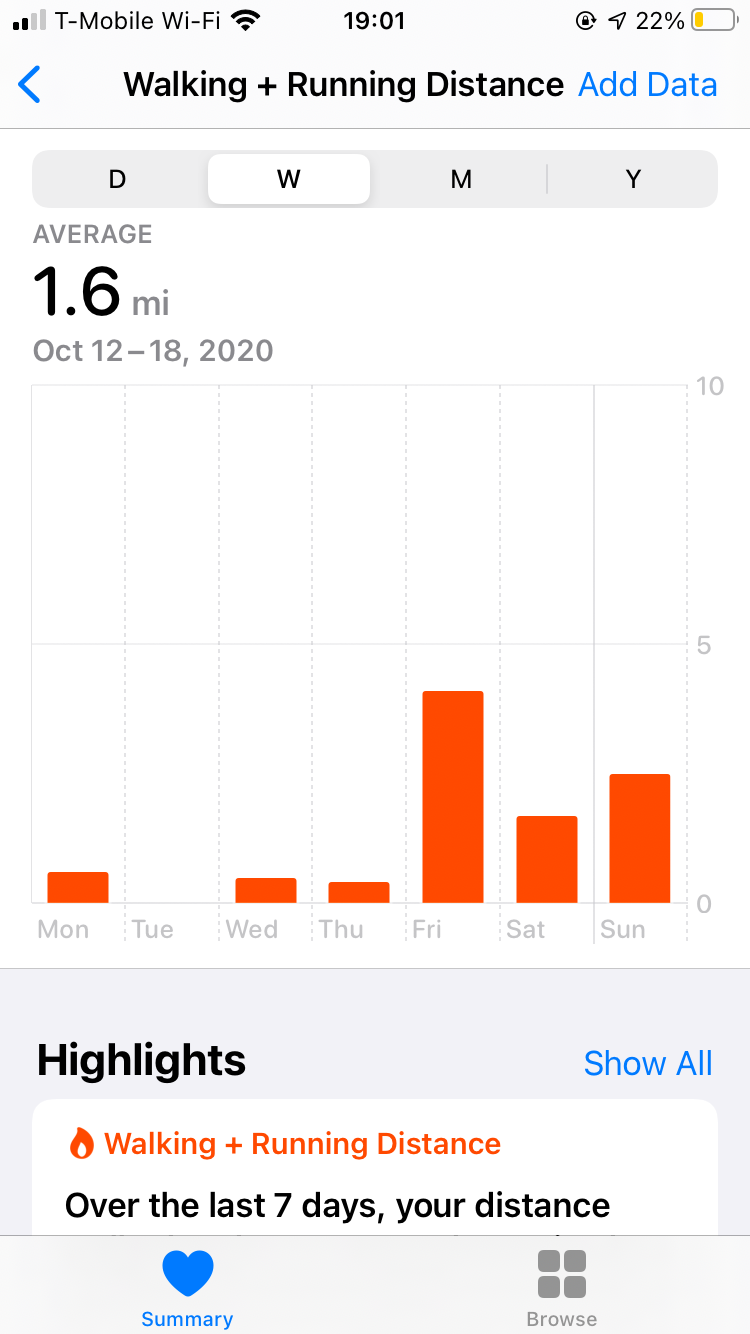 T-Mobile Wi-Fi 19:01 22%
Walking + Running Distance Add Data
D W M Y
AVERAGE
1.6 mi
Oct 12–18, 2020
10
5
0
Mon Tue Wed Thu Fri Sat Sun
Highlights Show All
Walking + Running Distance
Over the last 7 days, your distance
Summary Browse